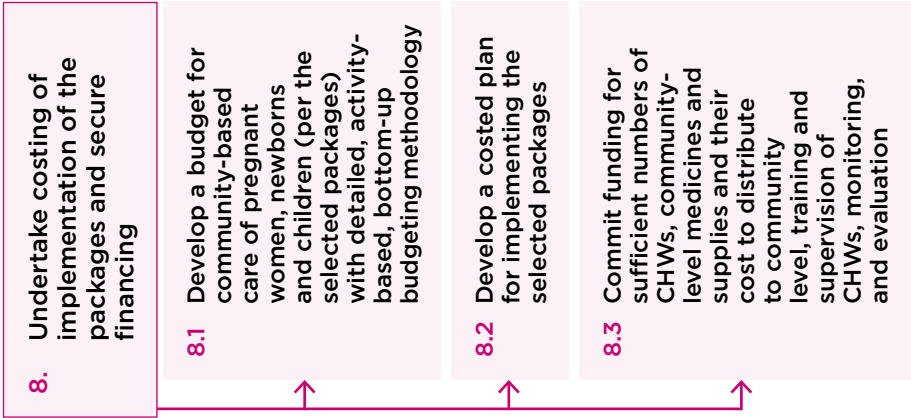 8. Undertake costing of
implementation of the
packages and secure
financing
8.1 Develop a budget for
community-based
care of pregnant
women, newborns
and children (per the
selected packages)
with detailed, activity-
based, bottom-up
budgeting methodology
8.2 Develop a costed plan
for implementing the
selected packages
8.3 Commit funding for
sufficient numbers of
CHWs, community-
level medicines and
supplies and their
cost to distribute
to community
level, training and
supervision of
CHWs, monitoring,
and evaluation